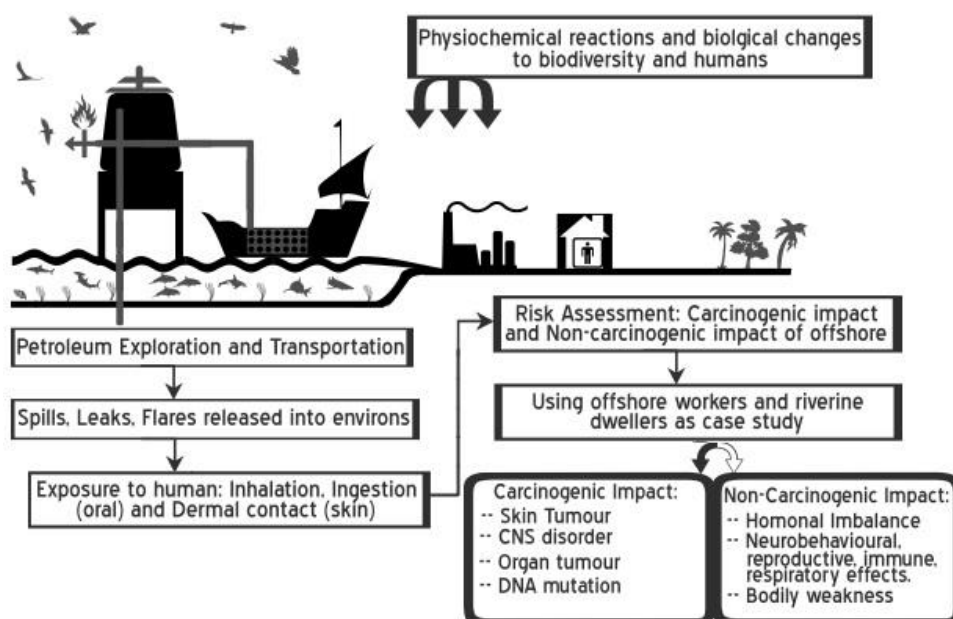 Physiochemical reactions and biolgical changes
to biodiversity and humans
Petroleum Exploration and Transportation
Spills, Leaks, Flares released into environs
Exposure to human: Inhalation, Ingestion
(oral) and Dermal contact (skin)
Risk Assessment: Carcinogenic impact
and Non-carcinogenic impact of offshore
Using offshore workers and riverine
dwellers as case study
Carcinogenic Impact:
-- Skin Tumour
-- CNS disorder
-- Organ tumour
-- DNA mutation
Non-Carcinogenic Impact:
-- Homonal Imbalance
-- Neurobehavioural,
reproductive, immune,
respiratory effects.
-- Bodily weakness